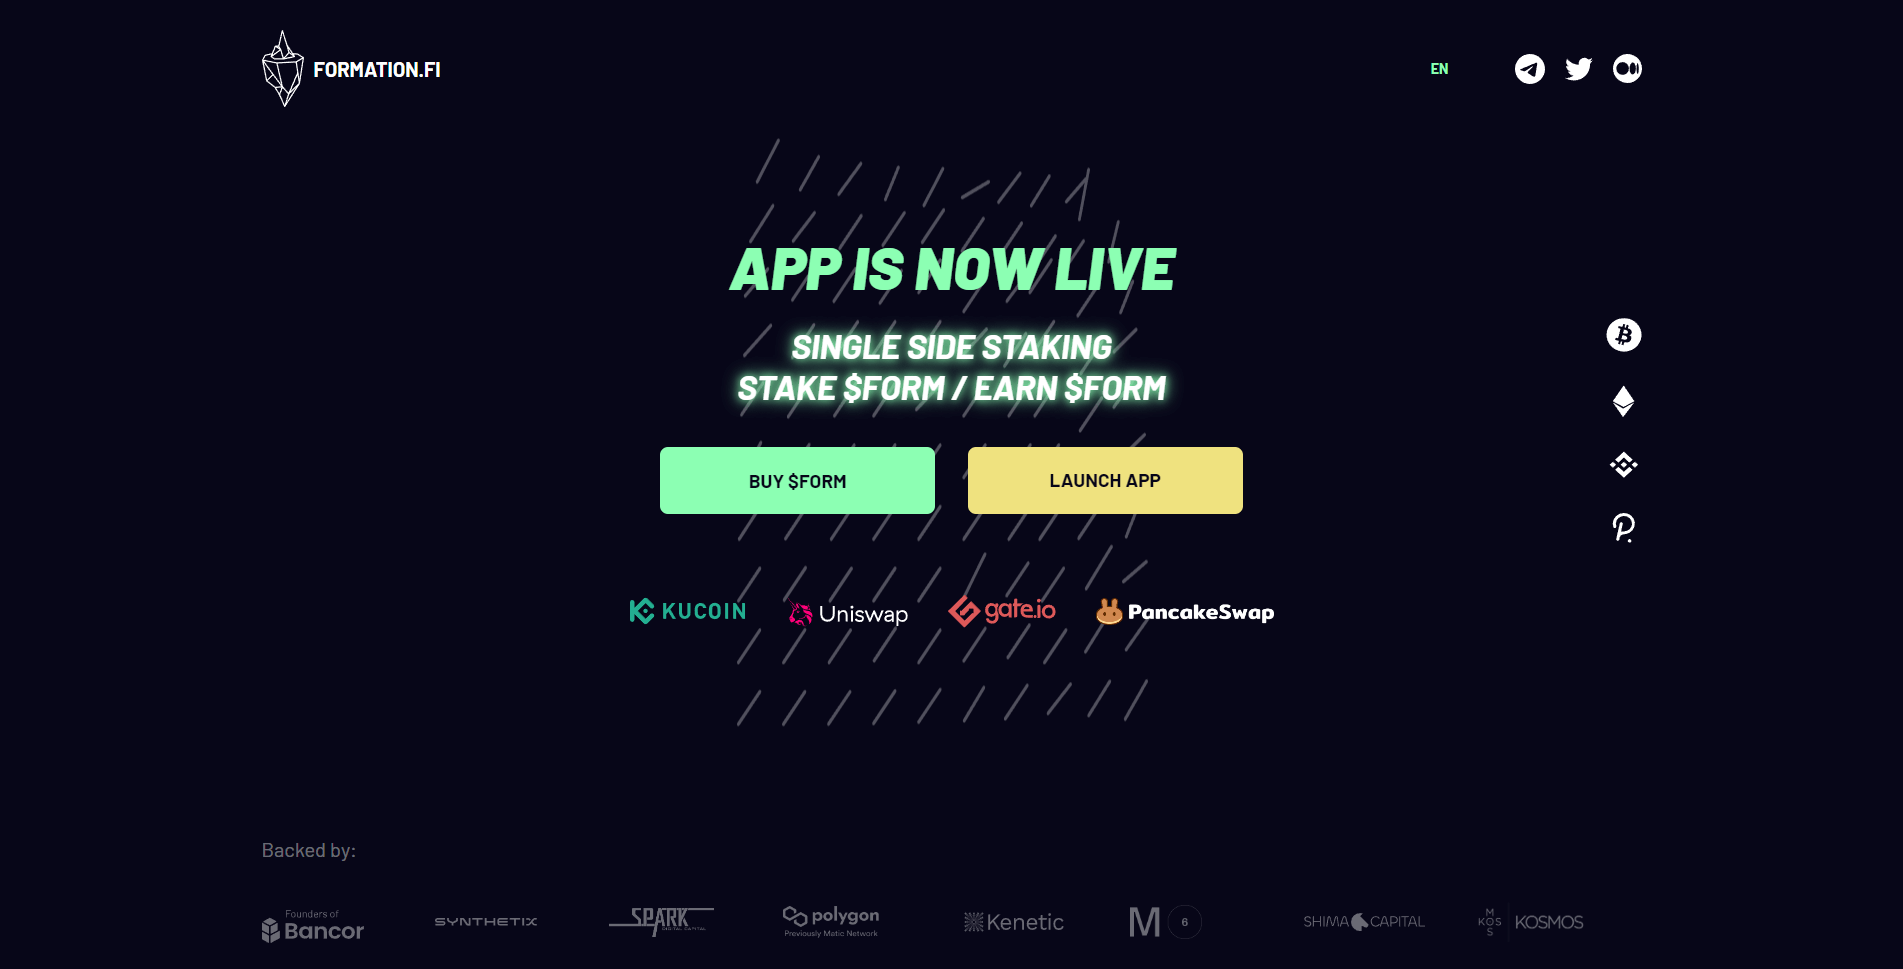 FORMATION.FI
EN
APP IS NOW LIVE
SINGLE SIDE STAKING
STAKE $FORM / EARN $FORM
BUY $FORM
LAUNCH APP
KUCOIN
Uniswap
gate.io
PancakeSwap
Backed by:
Founders of
Bancor
SYNTHETIX
SPARK
DIGITAL CAPITAL
polygon
Previously Matic Network
Kenetic
M 6
SHIMA CAPITAL
M
KOS
S
KOSMOS